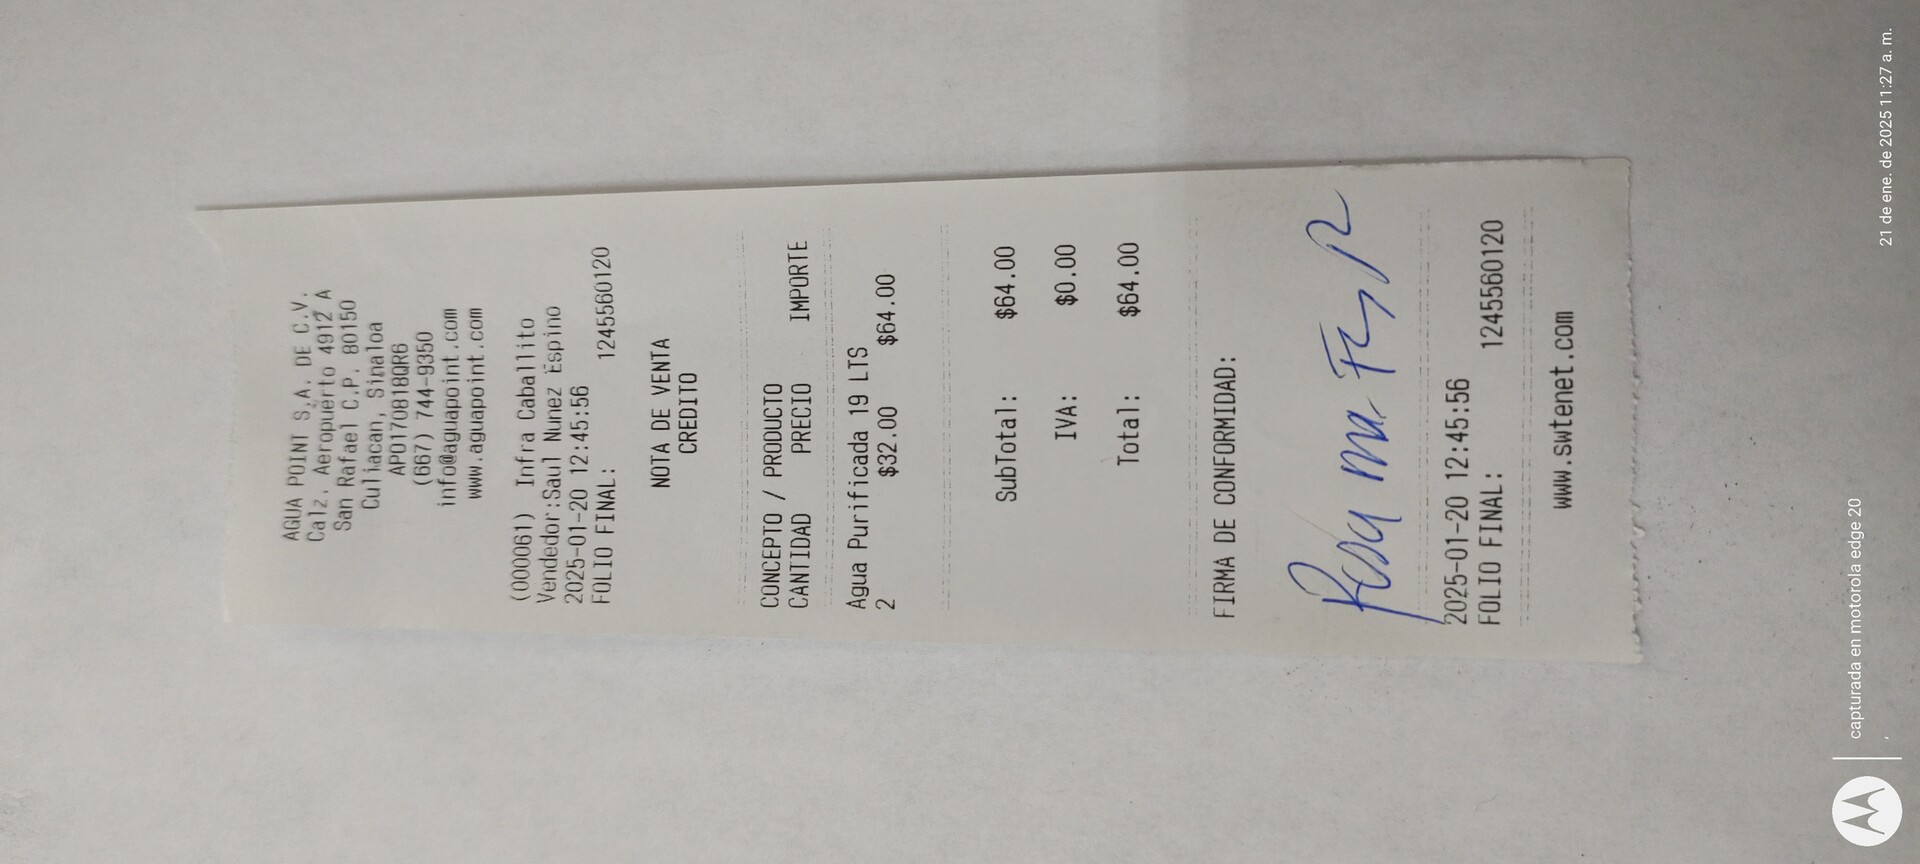 AGUA POINT S.A. DE C.V.
Calz. Aeropuerto 4912 A
San Rafael C.P. 80150
Culiacan, Sinaloa
APO170818QR6
(667) 744-9350
info@aguapoint.com
www.aguapoint.com
(000061) Infra Caballito
Vendedor:Saul Nunez Espino
2025-01-20 12:45:56
FOLIO FINAL: 1245560120
NOTA DE VENTA
CREDITO
CONCEPTO / PRODUCTO
CANTIDAD PRECIO IMPORTE
Agua Purificada 19 LTS
2 $32.00 $64.00
SubTotal: $64.00
IVA: $0.00
Total: $64.00
FIRMA DE CONFORMIDAD:
Rosa ma.
2025-01-20 12:45:56
FOLIO FINAL: 1245560120
www.swtenet.com
capturada en motorola edge 20
21 de ene. de 2025 11:27 a. m.